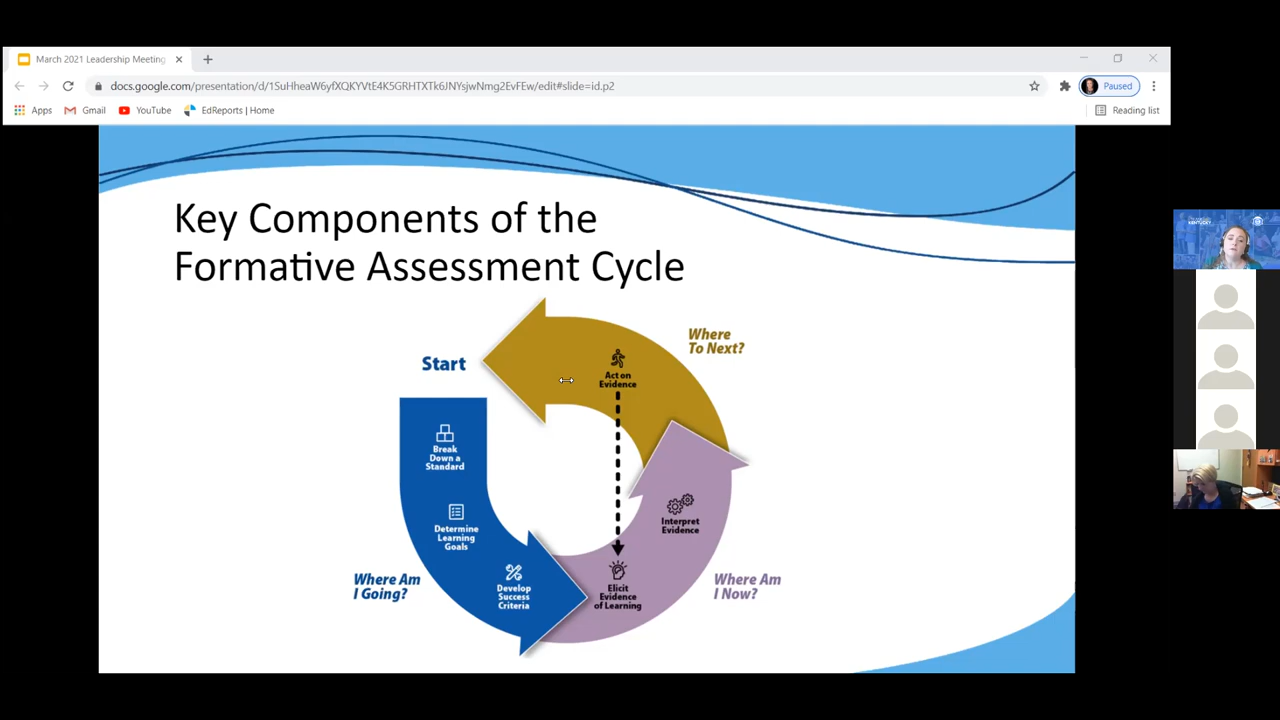 March 2021 Leadership Meeting
docs.google.com/presentation/d/1SuHheaW6yfXQKYVtE4K5GRHTXTk6JNYsjwNmg2EvFEw/edit#slide=id.p2
Paused
Apps
Gmail
YouTube
EdReports | Home
Reading list
Key Components of the
Formative Assessment Cycle
Where
To Next?
Start
Act on
Evidence
Break
Down a
Standard
Determine
Learning
Goals
Interpret
Evidence
Where Am
I Going?
Develop
Success
Criteria
Elicit
Evidence
of Learning
Where Am
I Now?
KENTUCKY